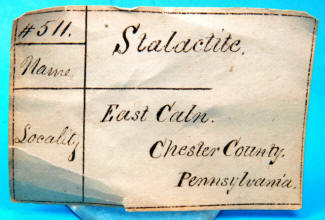 #511.
Stalactite.
Name,
East Caln.
Locality
Chester County.
Pennsylvania.